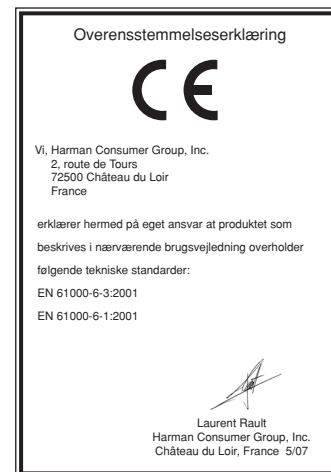 Overensstemmelseserklæring
CE
Vi, Harman Consumer Group, Inc.
2, route de Tours
72500 Château du Loir
France
erklærer hermed på eget ansvar at produktet som
beskrives i nærværende brugsvejledning overholder
følgende tekniske standarder:
EN 61000-6-3:2001
EN 61000-6-1:2001
Laurent Rault
Harman Consumer Group, Inc.
Château du Loir, France 5/07